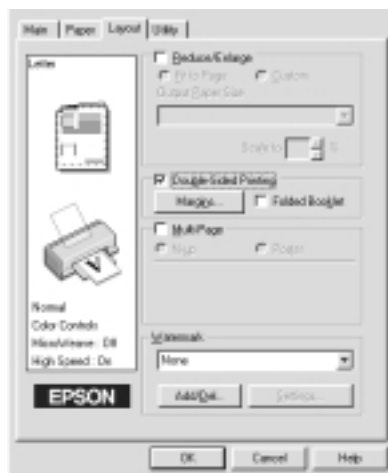 Main Paper Layout Utility
Letter
Reduce/Enlarge
Fit to Page Custom
Output Paper Size
Scale to %
Double-Sided Printing
Margins... Folded Booklet
Multi-Page
N-up Poster
Normal
Color Controls
MicroWeave : Off
High Speed : On
EPSON
Watermark
None
Add/Del... Settings...
OK Cancel Help